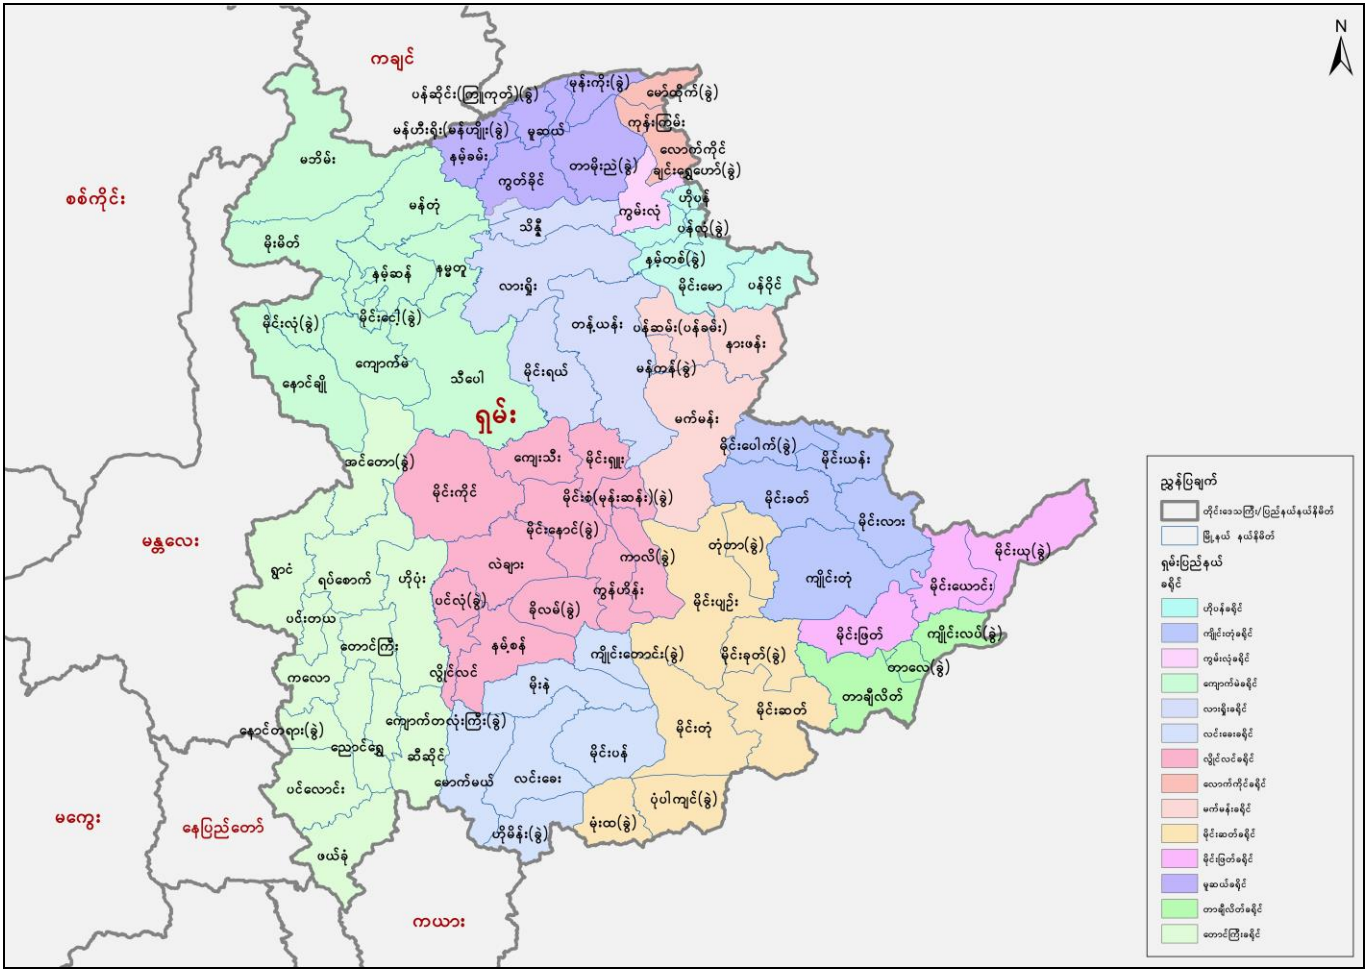 N
ကချင်
ပန်ဆိုင်း(ကြူကုတ်)(ခွဲ)
မုန်းကိုး(ခွဲ)
မော်ထိုက်(ခွဲ)
မန်ဟီးရိုး(မန်ဟျိုး)(ခွဲ)
မူဆယ်
ကုန်းကြမ်း
လောက်ကိုင်
နမ့်ခမ်း
မဘိမ်း
တာမိုးညဲ(ခွဲ)
ချင်းရွှေဟော်(ခွဲ)
ကွတ်ခိုင်
စစ်ကိုင်း
မန်တုံ
ဟိုပန်
ကွမ်းလုံ
သိန္နီ
ပန်လုံ(ခွဲ)
မိုးမိတ်
နမ့်ဆန်
နမ္မတူ
နမ့်တစ်(ခွဲ)
လားရှိုး
မိုင်းမော
ပန်ဝိုင်
မိုင်းလုံ(ခွဲ)
မိုင်းငေါ့(ခွဲ)
တန့်ယန်း
ပန်ဆမ်း(ပန်ခမ်း)
နားဖန်း
ကျောက်မဲ
မိုင်းရယ်
မန်ကန်(ခွဲ)
နောင်ချို
သီပေါ
ရှမ်း
မက်မန်း
မိုင်းပေါက်(ခွဲ)
မိုင်းယန်း
အင်တော(ခွဲ)
ကျေးသီး
မိုင်းရှူး
မိုင်းကိုင်
မိုင်းစံ(မုန်းဆန်း)(ခွဲ)
မိုင်းခတ်
မိုင်းလား
မန္တလေး
မိုင်းနောင်(ခွဲ)
တုံတာ(ခွဲ)
မိုင်းယု(ခွဲ)
ရွာငံ
ရပ်စောက်
ဟိုပုံး
လဲချား
ကာလိ(ခွဲ)
ကျိုင်းတုံ
မိုင်းယောင်း
ကွန်ဟိန်း
ပင်လုံ(ခွဲ)
ခိုလမ်(ခွဲ)
မိုင်းပျဉ်း
ပင်းတယ
တောင်ကြီး
နမ့်စန်
မိုင်းဖြတ်
ကျိုင်းလပ်(ခွဲ)
ကျိုင်းတောင်း(ခွဲ)
မိုင်းခုတ်(ခွဲ)
တာလေ(ခွဲ)
ကလော
လွိုင်လင်
မိုးနဲ
တာချီလိတ်
မိုင်းဆတ်
ကျောက်တလုံးကြီး(ခွဲ)
နောင်တရား(ခွဲ)
မိုင်းတုံ
ညောင်ရွှေ
ဆီဆိုင်
မိုင်းပန်
မောက်မယ်
လင်းခေး
ပင်လောင်း
ပုံပါကျင်(ခွဲ)
မကွေး
နေပြည်တော်
မုံးထ(ခွဲ)
ဟိုမိန်း(ခွဲ)
ဖယ်ခုံ
ကယား
ညွှန်ပြချက်
တိုင်းဒေသကြီး/ပြည်နယ်နယ်နိမိတ်
မြို့နယ် နယ်နိမိတ်
ရှမ်းပြည်နယ်
ခရိုင်
ဟိုပန်ခရိုင်
ကျိုင်းတုံခရိုင်
ကွမ်းလုံခရိုင်
ကျောက်မဲခရိုင်
လားရှိုးခရိုင်
လင်းခေးခရိုင်
လွိုင်လင်ခရိုင်
လောက်ကိုင်ခရိုင်
မက်မန်းခရိုင်
မိုင်းဆတ်ခရိုင်
မိုင်းဖြတ်ခရိုင်
မူဆယ်ခရိုင်
တာချီလိတ်ခရိုင်
တောင်ကြီးခရိုင်